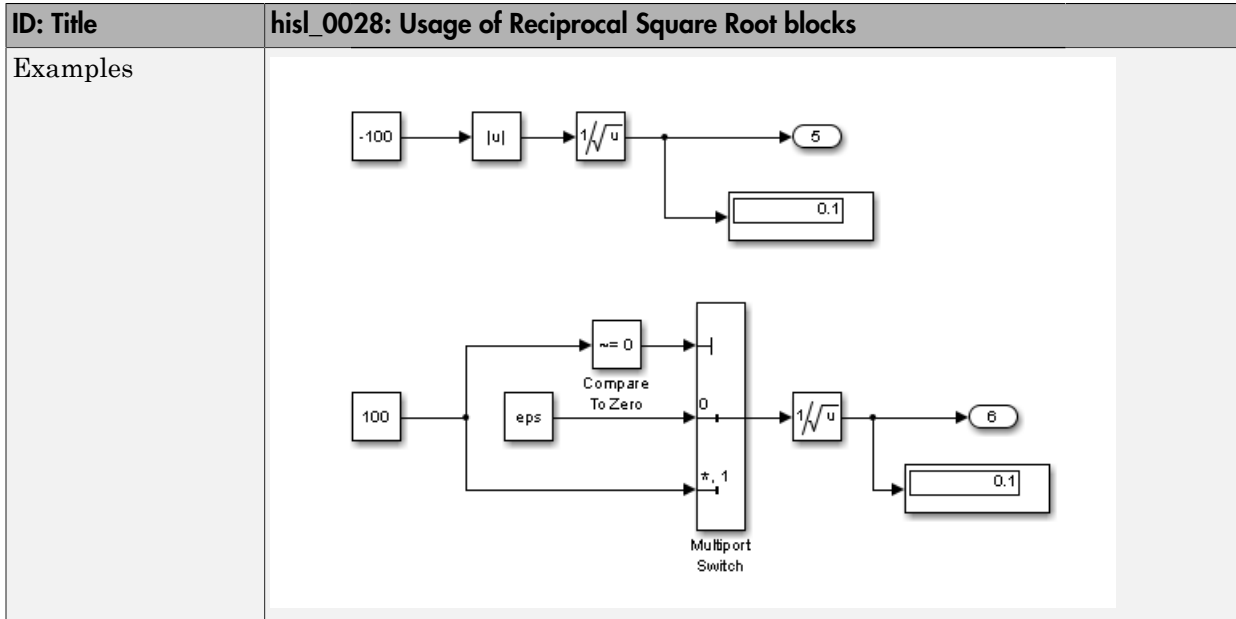 ID: Title
hisl_0028: Usage of Reciprocal Square Root blocks
Examples
-100
|u|
1/√u
5
0.1
~= 0
Compare
To Zero
100
eps
0
*, 1
Multiport
Switch
1/√u
6
0.1